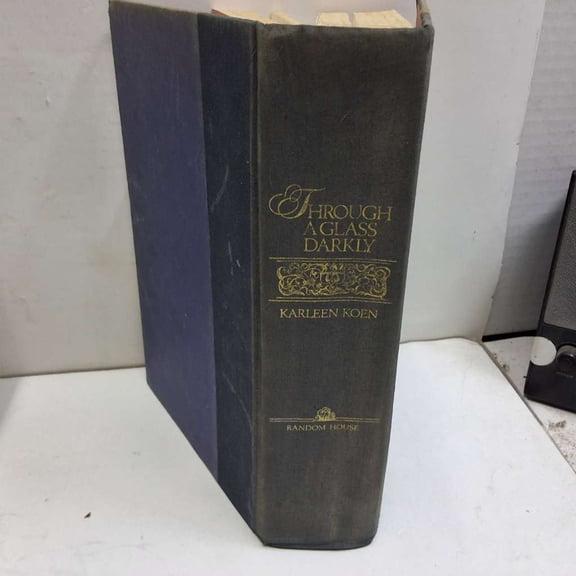 THROUGH
A GLASS
DARKLY
KARLEEN KOEN
RANDOM HOUSE